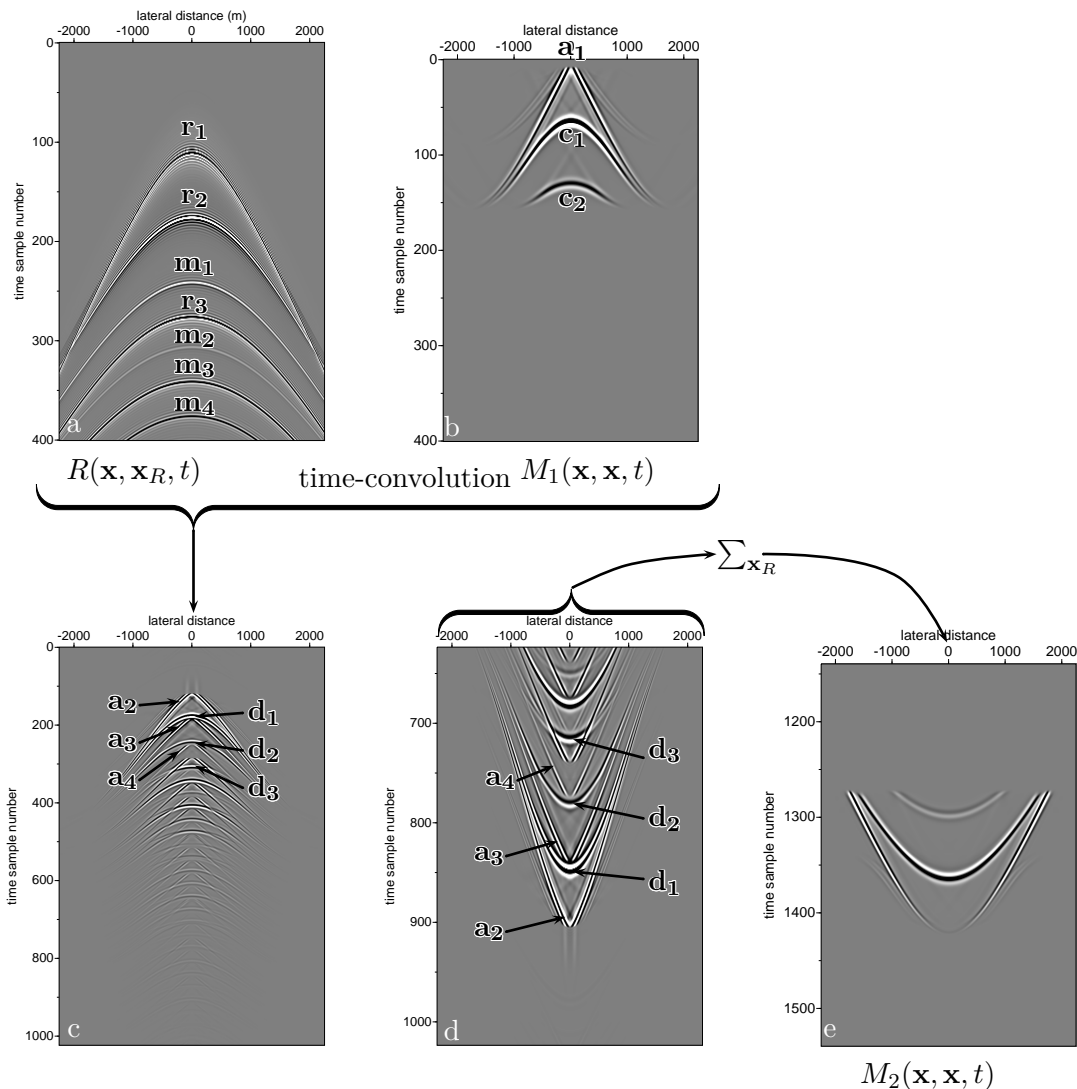 lateral distance (m)
-2000 -1000 0 1000 2000
time sample number
0
100
200
300
400
r1
r2
m1
r3
m2
m3
m4
a
lateral distance
-2000 -1000 0 1000 2000
time sample number
0
100
200
300
400
a1
c1
c2
b
R(x, xR, t)
time-convolution M1(x, x, t)
∑xR
lateral distance
-2000 -1000 0 1000 2000
time sample number
0
200
400
600
800
1000
a2
d1
a3
d2
a4
d3
c
lateral distance
-2000 -1000 0 1000 2000
time sample number
700
800
900
1000
d3
a4
d2
a3
d1
a2
d
lateral distance
-2000 -1000 0 1000 2000
time sample number
1200
1300
1400
1500
e
M2(x, x, t)